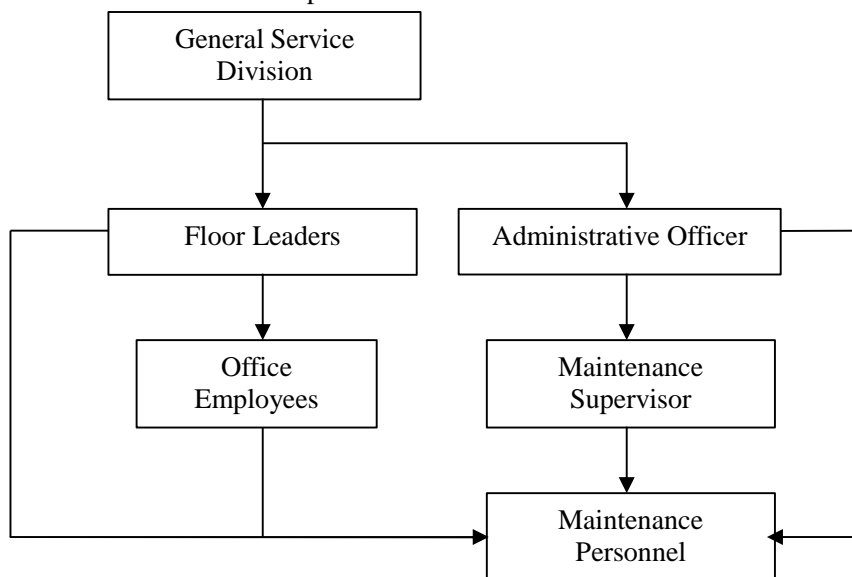 General Service
Division
Floor Leaders
Administrative Officer
Office
Employees
Maintenance
Supervisor
Maintenance
Personnel